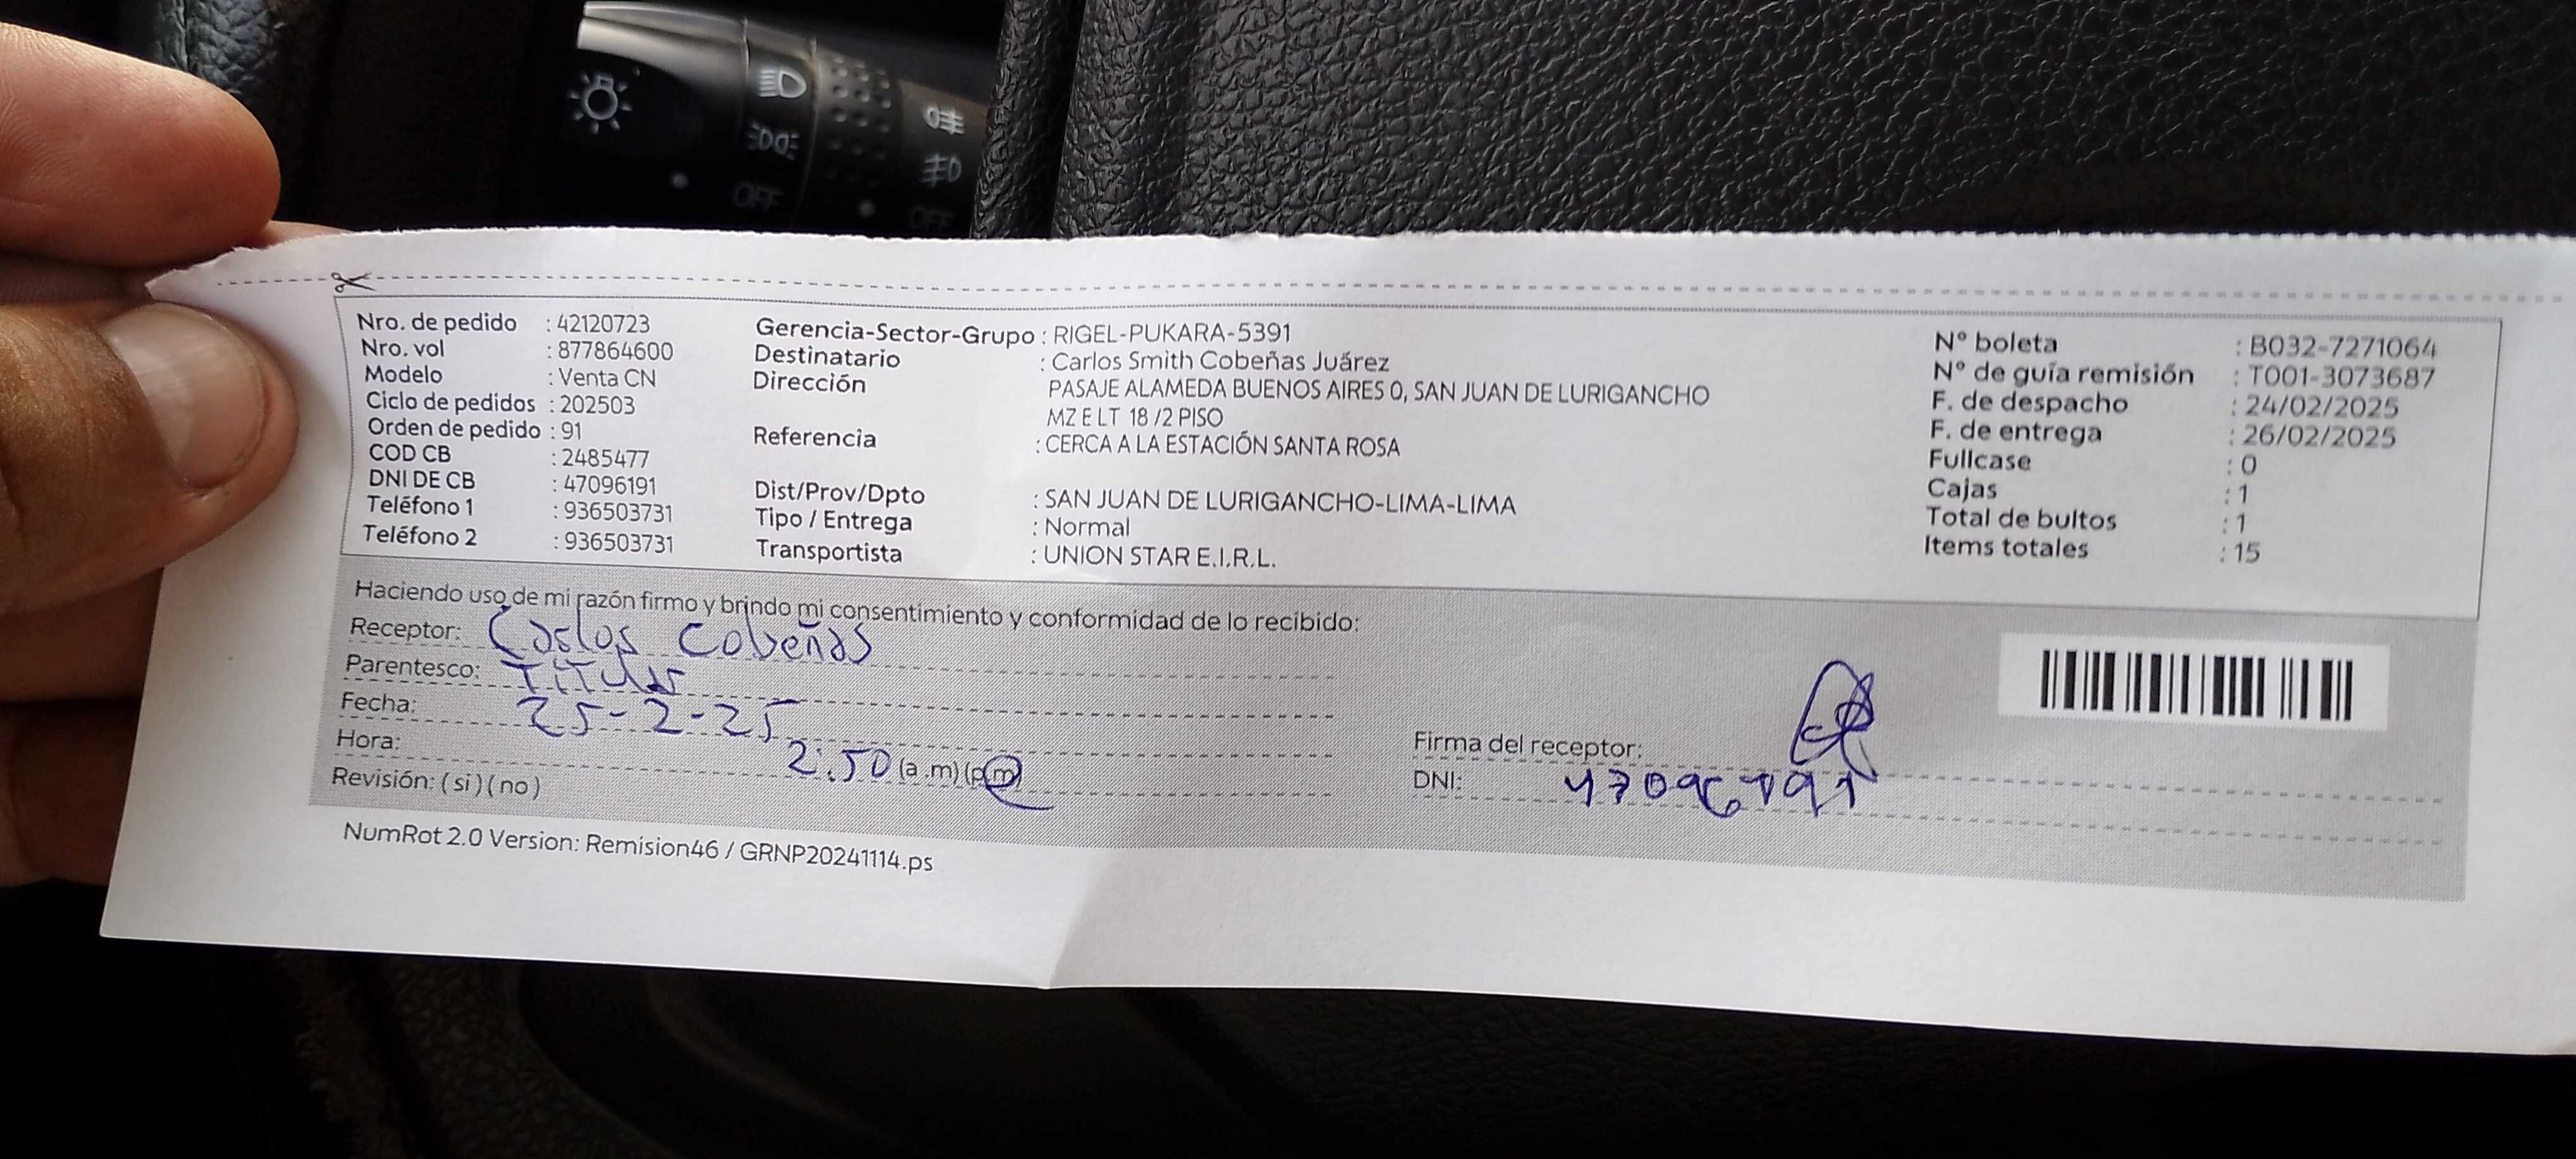 OFF
OFF
Nro. de pedido : 42120723
Nro. vol : 877864600
Modelo : Venta CN
Ciclo de pedidos : 202503
Orden de pedido : 91
COD CB : 2485477
DNI DE CB : 47096191
Teléfono 1 : 936503731
Teléfono 2 : 936503731
Gerencia-Sector-Grupo : RIGEL-PUKARA-5391
Destinatario : Carlos Smith Cobeñas Juárez
Dirección PASAJE ALAMEDA BUENOS AIRES 0, SAN JUAN DE LURIGANCHO
MZ E LT 18 /2 PISO
Referencia : CERCA A LA ESTACIÓN SANTA ROSA
Dist/Prov/Dpto : SAN JUAN DE LURIGANCHO-LIMA-LIMA
Tipo / Entrega : Normal
Transportista : UNION STAR E.I.R.L.
N° boleta : B032-7271064
N° de guía remisión : T001-3073687
F. de despacho : 24/02/2025
F. de entrega : 26/02/2025
Fullcase : 0
Cajas : 1
Total de bultos : 1
Items totales : 15
Haciendo uso de mi razón firmo y brindo mi consentimiento y conformidad de lo recibido:
Receptor: Carlos Cobeñas
Parentesco: Titular
Fecha: 25-2-25
Hora: 2:50 (a.m)(p.m)
Revisión: ( si ) ( no )
Firma del receptor:
DNI: 47096191
NumRot 2.0 Version: Remision46 / GRNP20241114.ps